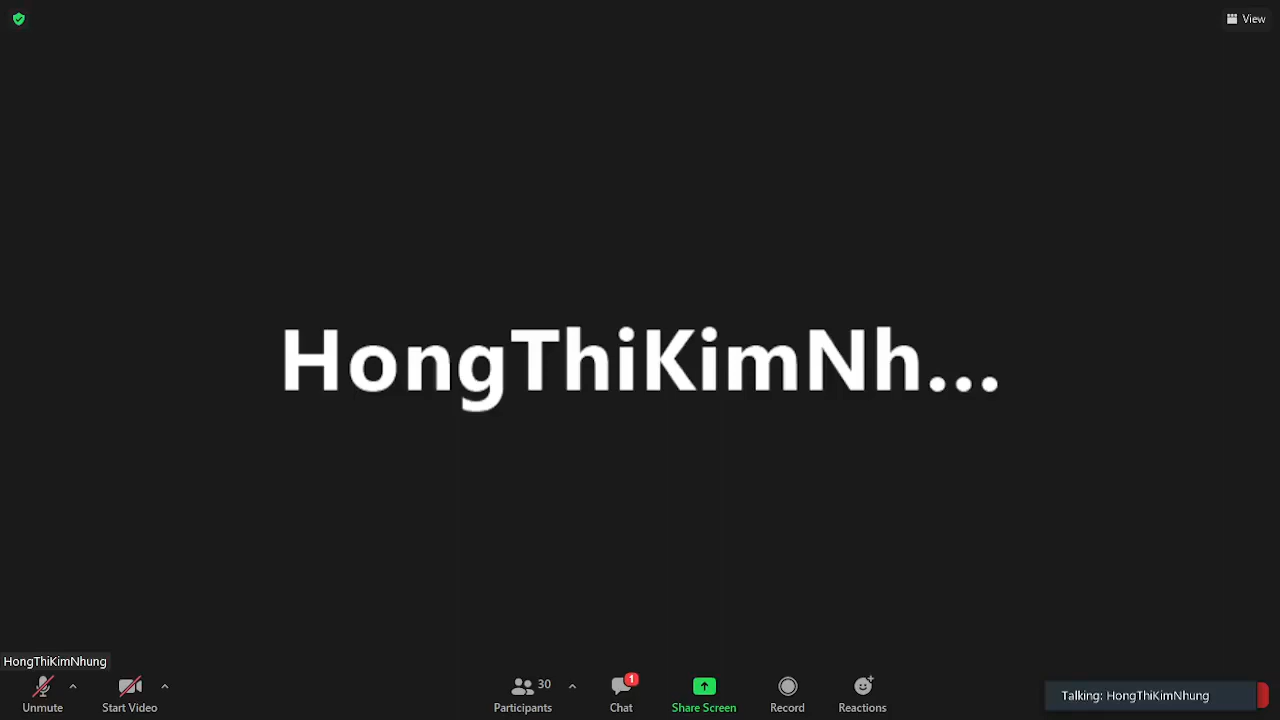 View
HongThiKimNh...
HongThiKimNhung
Unmute
Start Video
30
Participants
1
Chat
Share Screen
Record
Reactions
Talking: HongThiKimNhung